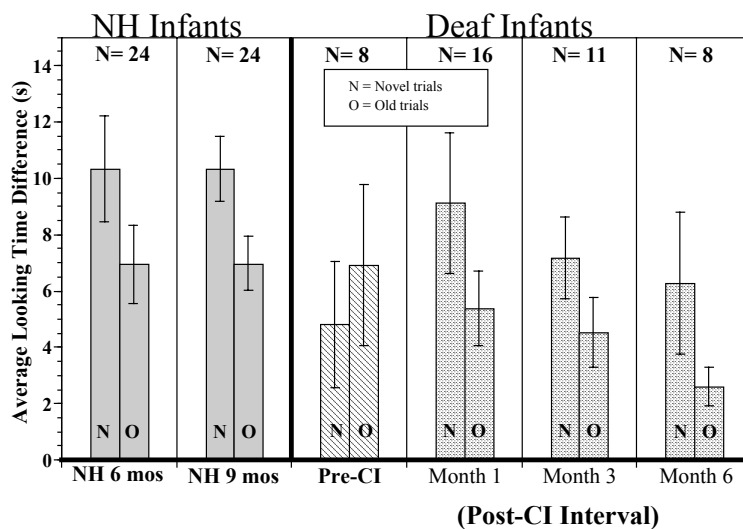 NH Infants Deaf Infants
N= 24 N= 24 N= 8 N= 16 N= 11 N= 8
N = Novel trials
O = Old trials
Average Looking Time Difference (s)
14
12
10
8
6
4
2
0
N O N O N O N O N O N O
NH 6 mos NH 9 mos Pre-CI Month 1 Month 3 Month 6
(Post-CI Interval)